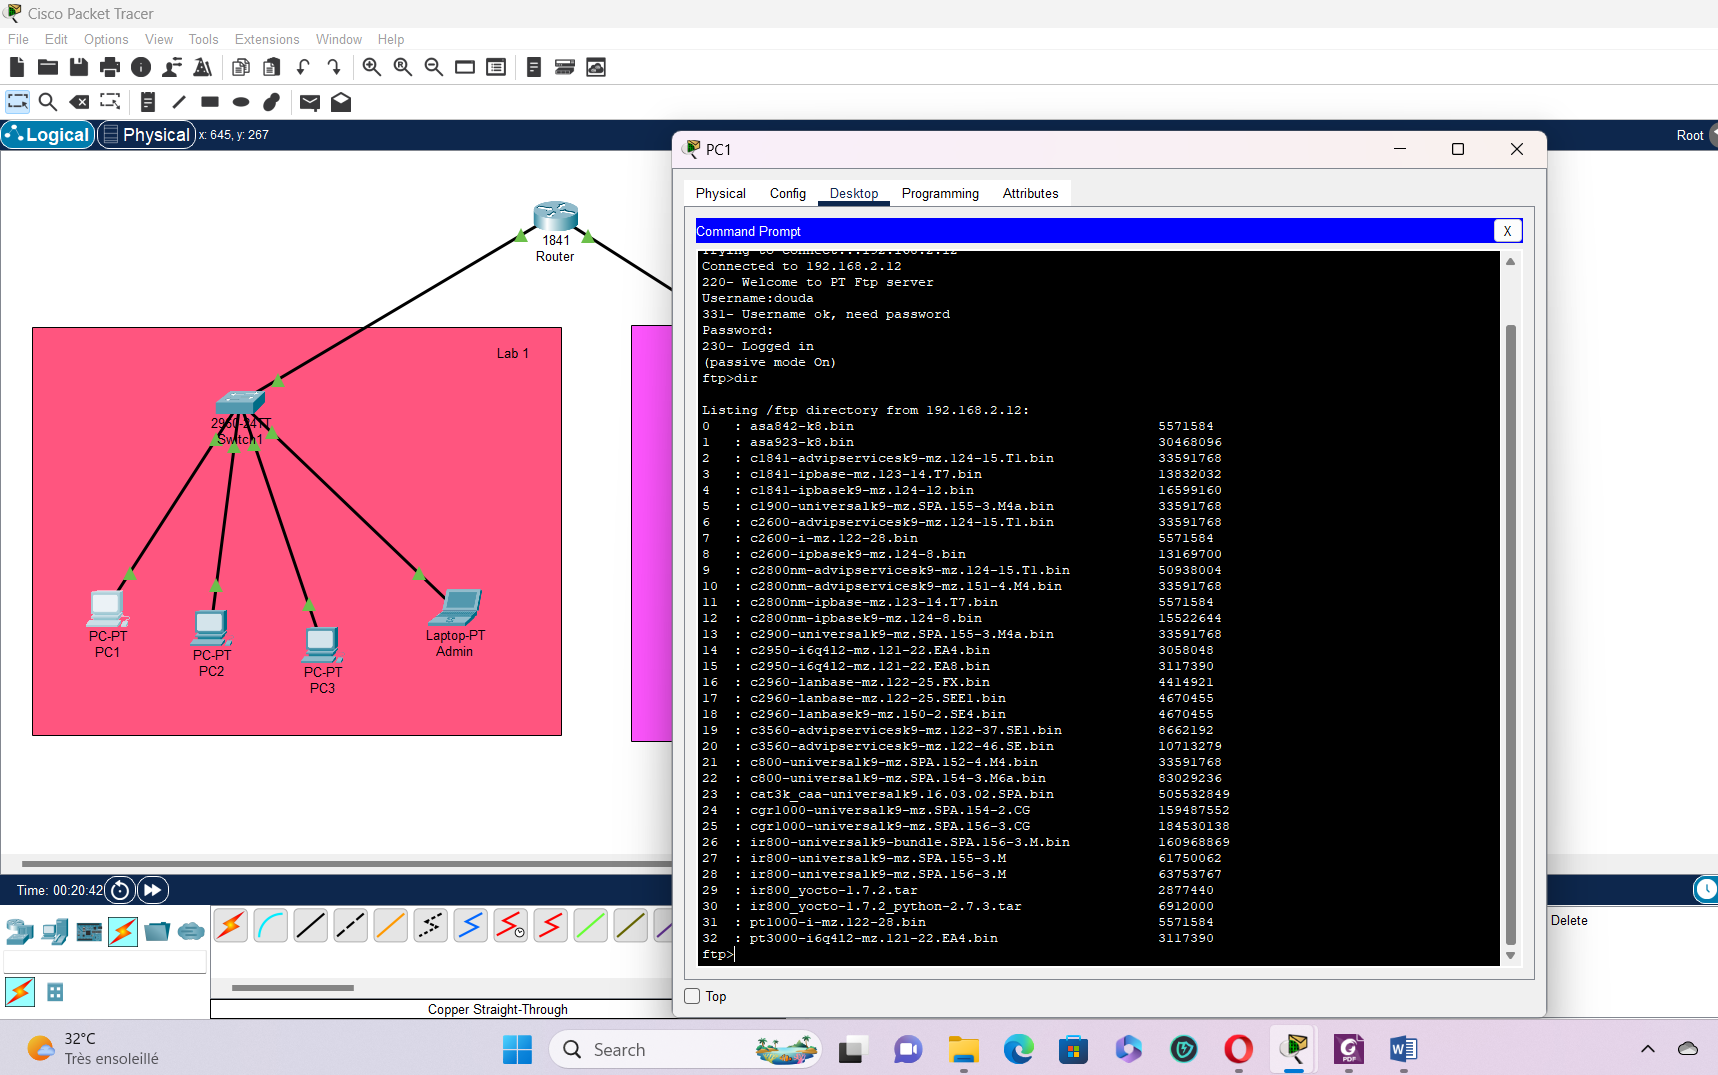 Cisco Packet Tracer
File Edit Options View Tools Extensions Window Help
Logical Physical x: 645, y: 267
Root
1841
Router
Lab 1
2960-24TT
Switch1
PC-PT
PC1
PC-PT
PC2
PC-PT
PC3
Laptop-PT
Admin
PC1
Physical Config Desktop Programming Attributes
Command Prompt
X
Trying to connect...192.168.2.12
Connected to 192.168.2.12
220- Welcome to PT Ftp server
Username:douda
331- Username ok, need password
Password:
230- Logged in
(passive mode On)
ftp>dir
Listing /ftp directory from 192.168.2.12:
0 : asa842-k8.bin 5571584
1 : asa923-k8.bin 30468096
2 : c1841-advipservicesk9-mz.124-15.T1.bin 33591768
3 : c1841-ipbase-mz.123-14.T7.bin 13832032
4 : c1841-ipbasek9-mz.124-12.bin 16599160
5 : c1900-universalk9-mz.SPA.155-3.M4a.bin 33591768
6 : c2600-advipservicesk9-mz.124-15.T1.bin 33591768
7 : c2600-i-mz.122-28.bin 5571584
8 : c2600-ipbasek9-mz.124-8.bin 13169700
9 : c2800nm-advipservicesk9-mz.124-15.T1.bin 50938004
10 : c2800nm-advipservicesk9-mz.151-4.M4.bin 33591768
11 : c2800nm-ipbase-mz.123-14.T7.bin 5571584
12 : c2800nm-ipbasek9-mz.124-8.bin 15522644
13 : c2900-universalk9-mz.SPA.155-3.M4a.bin 33591768
14 : c2950-i6q4l2-mz.121-22.EA4.bin 3058048
15 : c2950-i6q4l2-mz.121-22.EA8.bin 3117390
16 : c2960-lanbase-mz.122-25.FX.bin 4414921
17 : c2960-lanbase-mz.122-25.SEE1.bin 4670455
18 : c2960-lanbasek9-mz.150-2.SE4.bin 4670455
19 : c3560-advipservicesk9-mz.122-37.SE1.bin 8662192
20 : c3560-advipservicesk9-mz.122-46.SE.bin 10713279
21 : c800-universalk9-mz.SPA.152-4.M4.bin 33591768
22 : c800-universalk9-mz.SPA.154-3.M6a.bin 83029236
23 : cat3k_caa-universalk9.16.03.02.SPA.bin 505532849
24 : cgr1000-universalk9-mz.SPA.154-2.CG 159487552
25 : cgr1000-universalk9-mz.SPA.156-3.CG 184530138
26 : ir800-universalk9-bundle.SPA.156-3.M.bin 160968869
27 : ir800-universalk9-mz.SPA.155-3.M 61750062
28 : ir800-universalk9-mz.SPA.156-3.M 63753767
29 : ir800_yocto-1.7.2.tar 2877440
30 : ir800_yocto-1.7.2_python-2.7.3.tar 6912000
31 : pt1000-i-mz.122-28.bin 5571584
32 : pt3000-i6q4l2-mz.121-22.EA4.bin 3117390
ftp>
Top
Time: 00:20:42
Delete
Copper Straight-Through
32°C
Très ensoleillé
Search